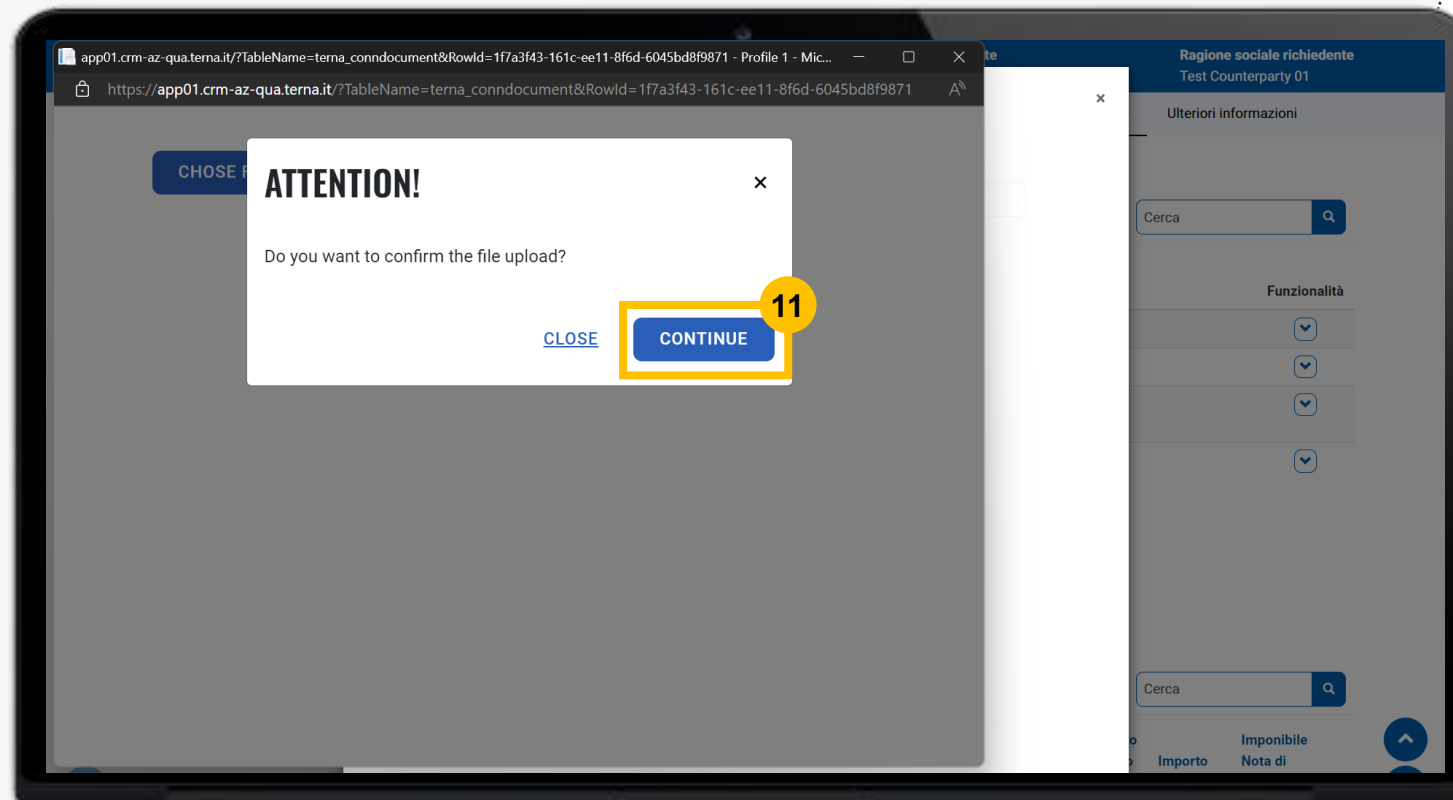 app01.crm-az-qua.terna.it/?TableName=terna_conndocument&RowId=1f7a3f43-161c-ee11-8f6d-6045bd8f9871 - Profile 1 - Mic...
https://app01.crm-az-qua.terna.it/?TableName=terna_conndocument&RowId=1f7a3f43-161c-ee11-8f6d-6045bd8f9871
te
Ragione sociale richiedente
Test Counterparty 01
Ulteriori informazioni
CHOSE F
ATTENTION!
Do you want to confirm the file upload?
11
CLOSE
CONTINUE
Cerca
Funzionalità
Cerca
o
Imponibile
Importo
Nota di